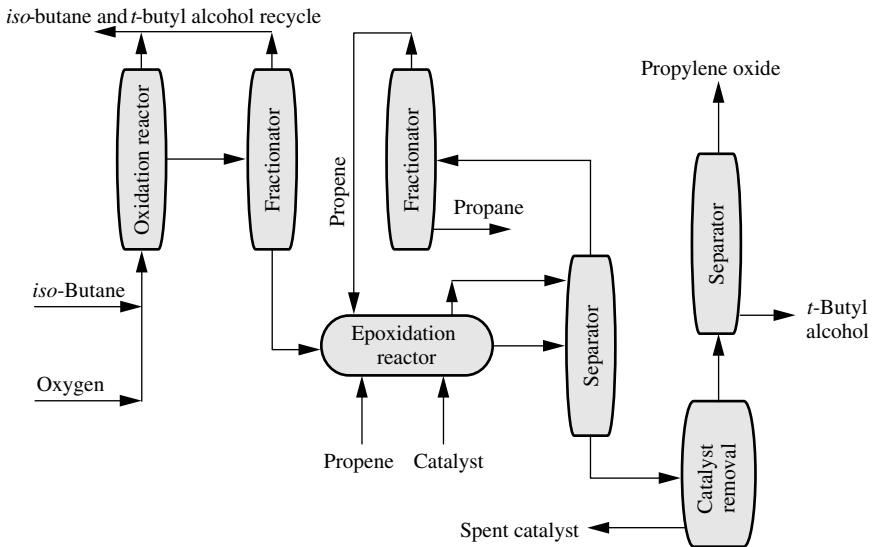 iso-butane and t-butyl alcohol recycle
Oxidation reactor
Fractionator
Propene
Fractionator
Propane
Propylene oxide
Separator
t-Butyl
alcohol
iso-Butane
Oxygen
Epoxidation
reactor
Separator
Propene
Catalyst
Catalyst
removal
Spent catalyst